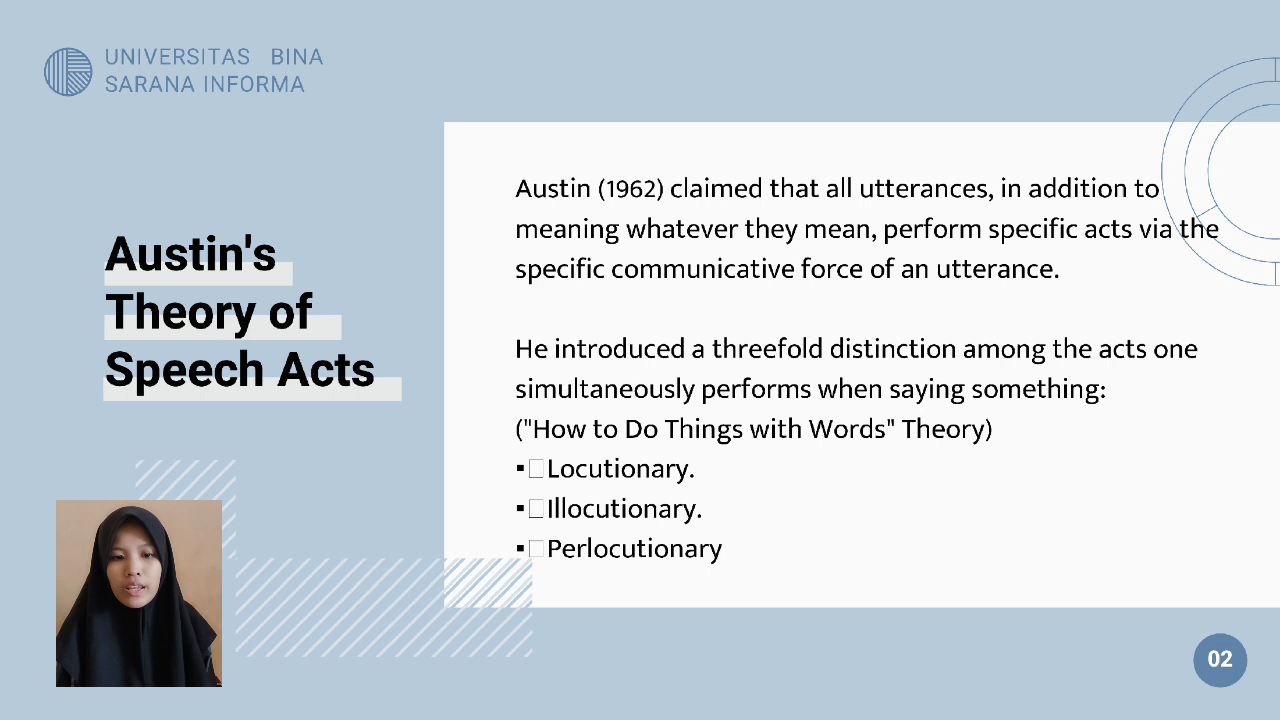 UNIVERSITAS BINA
SARANA INFORMA
Austin's
Theory of
Speech Acts
Austin (1962) claimed that all utterances, in addition to
meaning whatever they mean, perform specific acts via the
specific communicative force of an utterance.
He introduced a threefold distinction among the acts one
simultaneously performs when saying something:
("How to Do Things with Words" Theory)
▪□Locutionary.
▪□Illocutionary.
▪□Perlocutionary
02